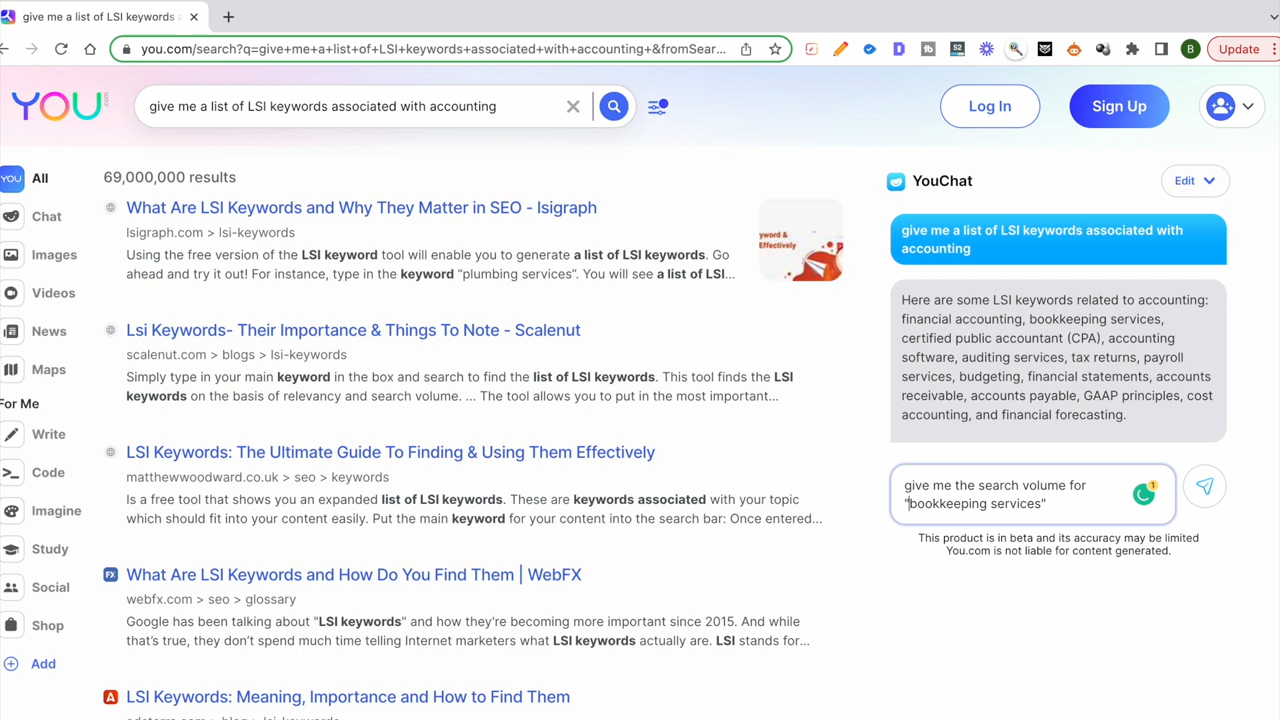 give me a list of LSI keywords a
you.com/search?q=give+me+a+list+of+LSI+keywords+associated+with+accounting+&fromSear...
52
B
Update
YOU
.com
give me a list of LSI keywords associated with accounting
Log In
Sign Up
YOU
All
Chat
Images
Videos
News
Maps
For Me
Write
Code
Imagine
Study
Social
Shop
Add
69,000,000 results
What Are LSI Keywords and Why They Matter in SEO - lsigraph
lsigraph.com > lsi-keywords
Using the free version of the LSI keyword tool will enable you to generate a list of LSI keywords. Go
ahead and try it out! For instance, type in the keyword “plumbing services”. You will see a list of LSI...
yword &
Effectively
Lsi Keywords- Their Importance & Things To Note - Scalenut
scalenut.com > blogs > lsi-keywords
Simply type in your main keyword in the box and search to find the list of LSI keywords. This tool finds the LSI
keywords on the basis of relevancy and search volume. ... The tool allows you to put in the most important...
LSI Keywords: The Ultimate Guide To Finding & Using Them Effectively
matthewwoodward.co.uk > seo > keywords
Is a free tool that shows you an expanded list of LSI keywords. These are keywords associated with your topic
which should fit into your content easily. Put the main keyword for your content into the search bar: Once entered...
FX
What Are LSI Keywords and How Do You Find Them | WebFX
webfx.com > seo > glossary
Google has been talking about "LSI keywords" and how they're becoming more important since 2015. And while
that’s true, they don’t spend much time telling Internet marketers what LSI keywords actually are. LSI stands for...
A
LSI Keywords: Meaning, Importance and How to Find Them
YouChat
Edit
give me a list of LSI keywords associated with
accounting
Here are some LSI keywords related to accounting:
financial accounting, bookkeeping services,
certified public accountant (CPA), accounting
software, auditing services, tax returns, payroll
services, budgeting, financial statements, accounts
receivable, accounts payable, GAAP principles, cost
accounting, and financial forecasting.
give me the search volume for
"bookkeeping services"
1
This product is in beta and its accuracy may be limited
You.com is not liable for content generated.